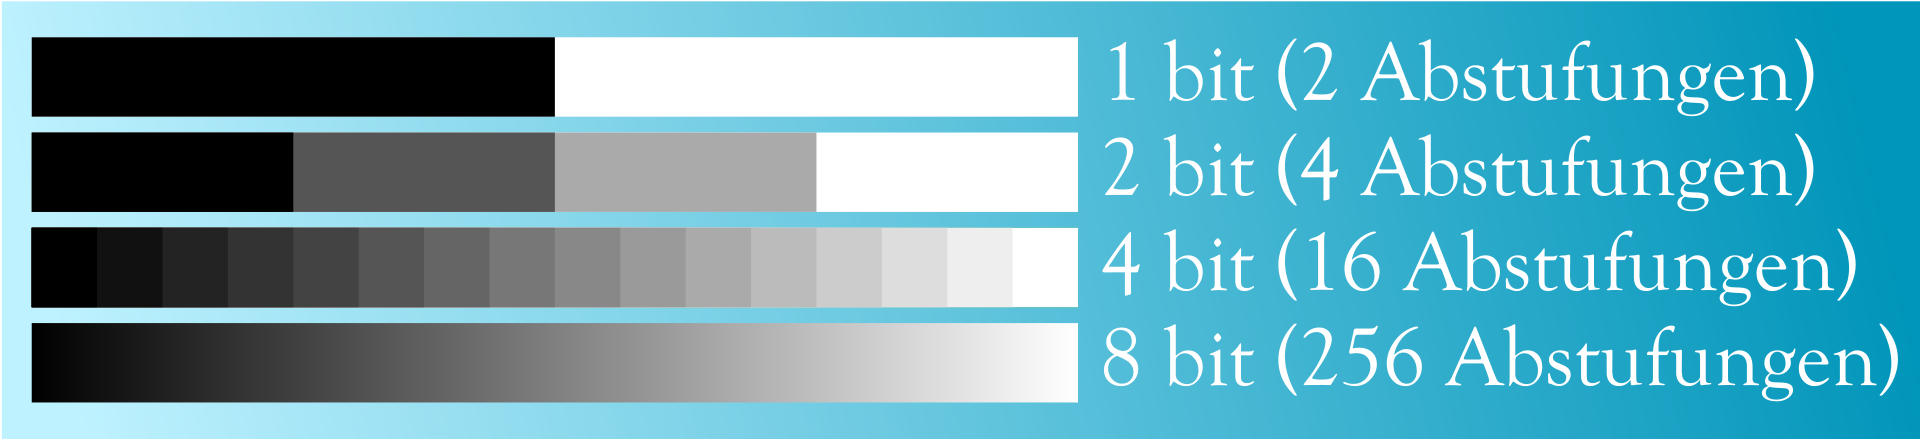 1 bit (2 Abstufungen)
2 bit (4 Abstufungen)
4 bit (16 Abstufungen)
8 bit (256 Abstufungen)